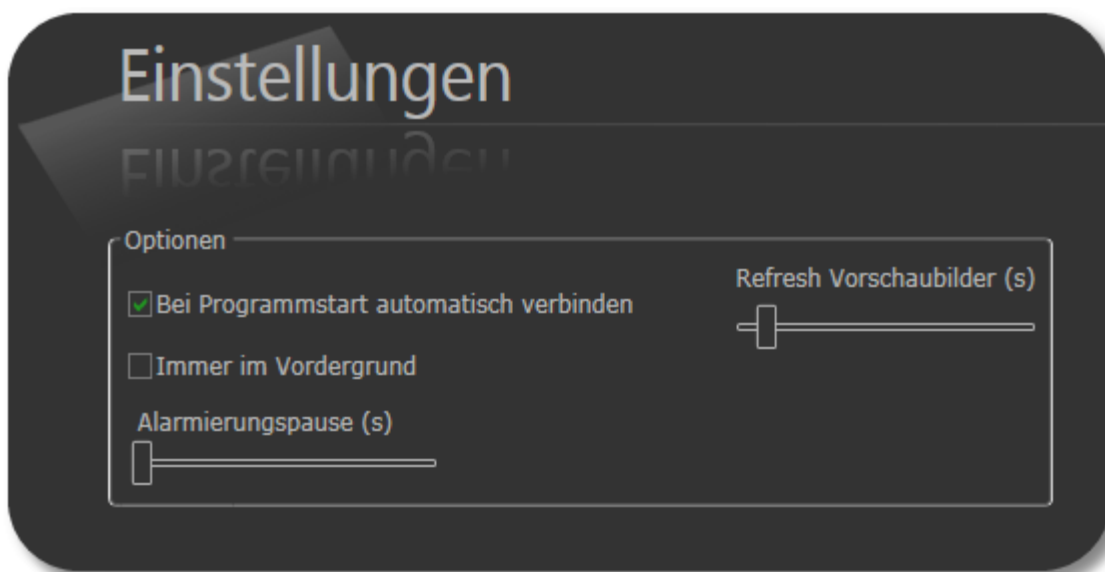 Einstellungen
Optionen
Bei Programmstart automatisch verbinden
Refresh Vorschaubilder (s)
Immer im Vordergrund
Alarmierungspause (s)